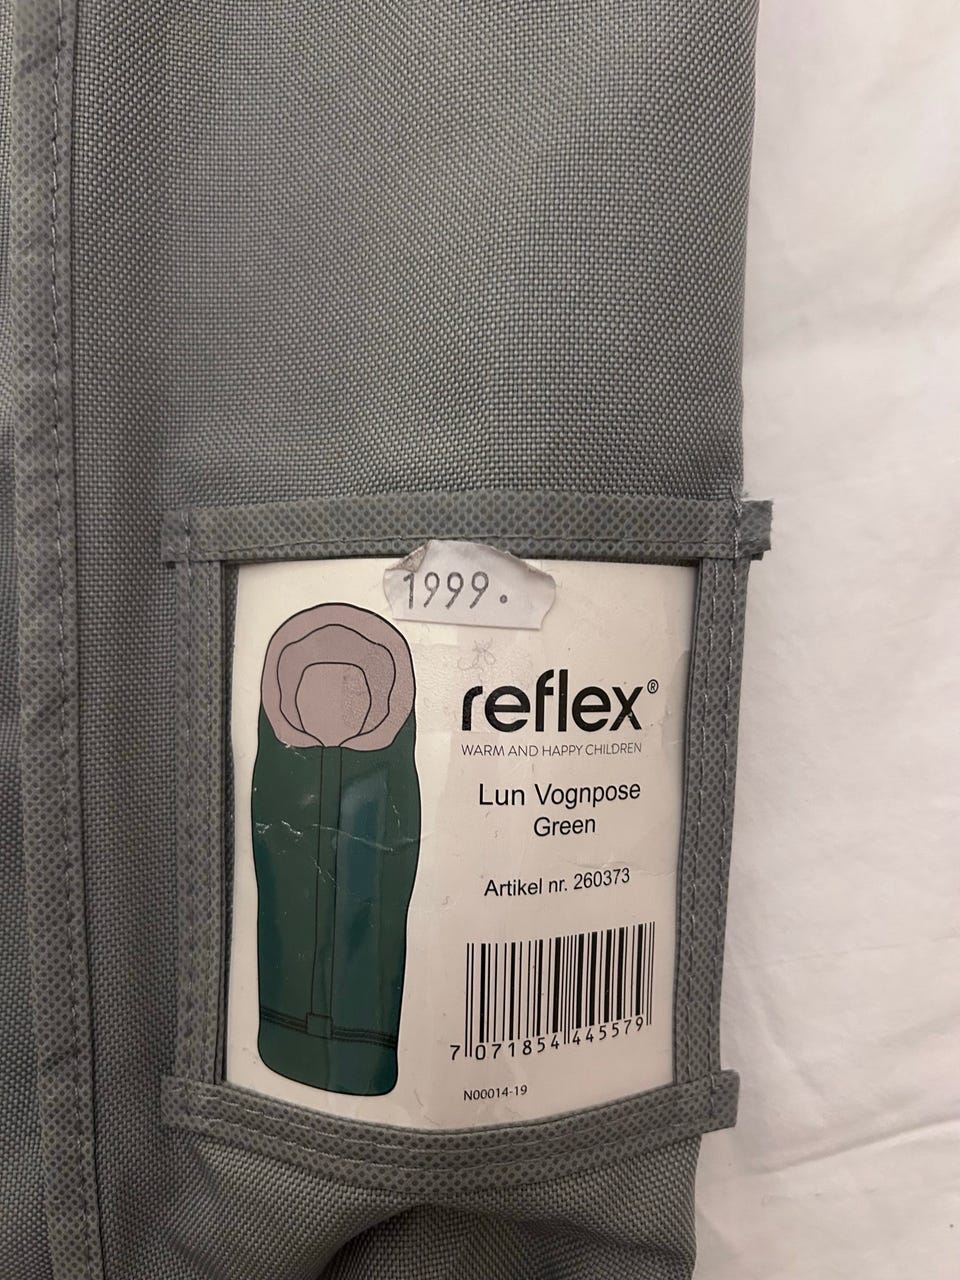 1999.
reflex®
WARM AND HAPPY CHILDREN
Lun Vognpose
Green
Artikel nr. 260373
7 071854 445579
N00014-19